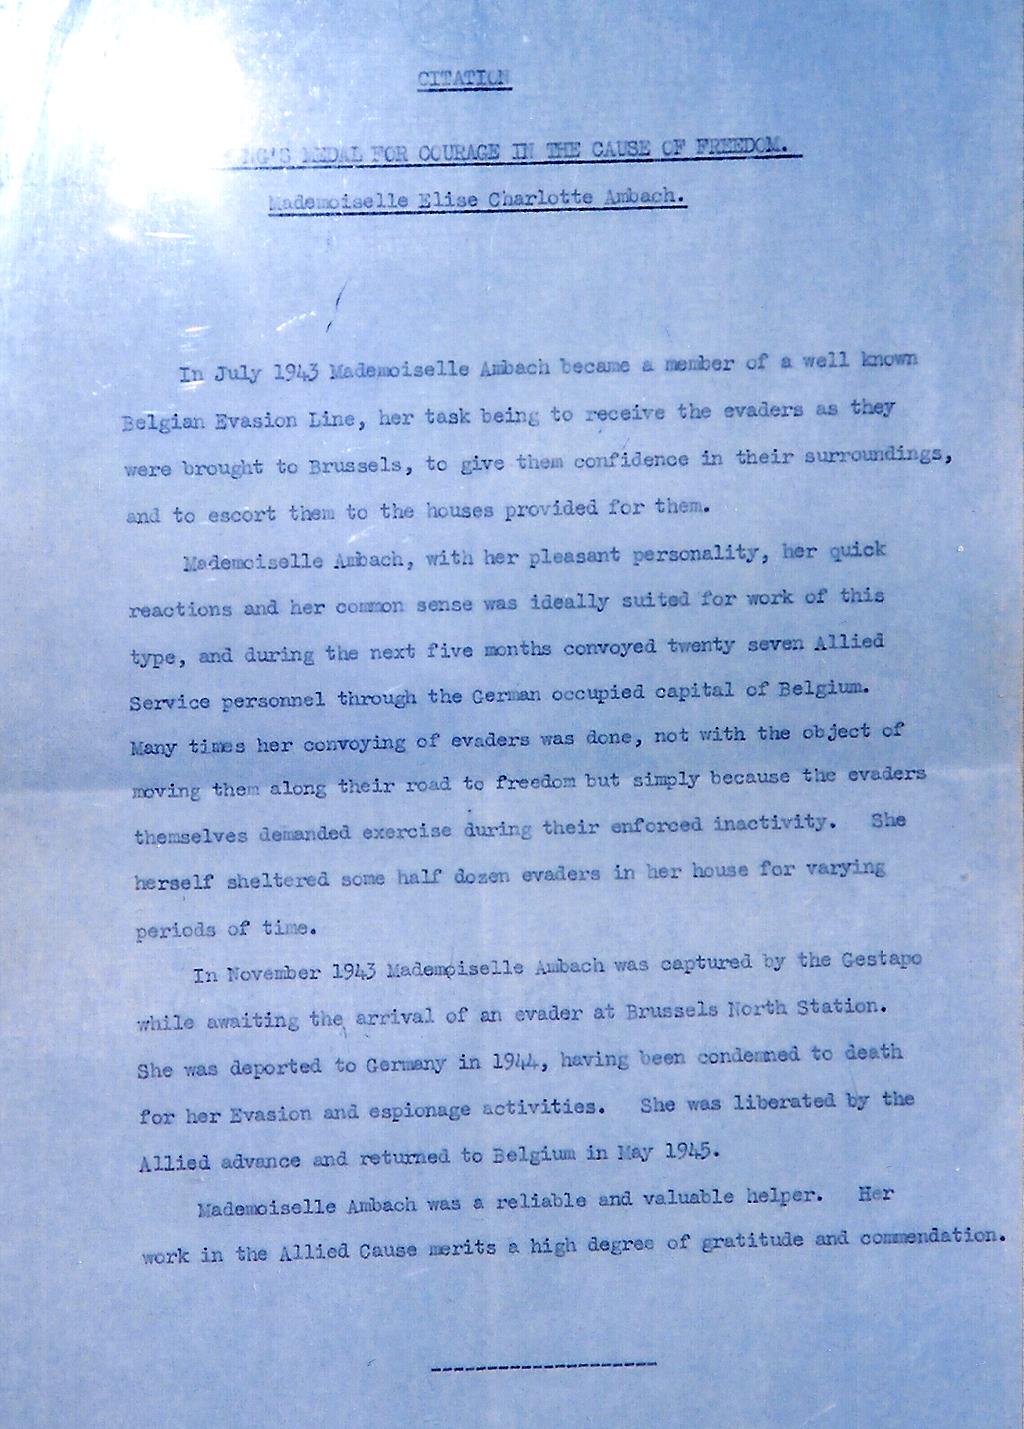 CITATION
NG'S MEDAL FOR COURAGE IN THE CAUSE OF FREEDOM.
Mademoiselle Elise Charlotte Ambach.
In July 1943 Mademoiselle Ambach became a member of a well known
Belgian Evasion Line, her task being to receive the evaders as they
were brought to Brussels, to give them confidence in their surroundings,
and to escort them to the houses provided for them.
Mademoiselle Ambach, with her pleasant personality, her quick
reactions and her common sense was ideally suited for work of this
type, and during the next five months convoyed twenty seven Allied
Service personnel through the German occupied capital of Belgium.
Many times her convoying of evaders was done, not with the object of
moving them along their road to freedom but simply because the evaders
themselves demanded exercise during their enforced inactivity. She
herself sheltered some half dozen evaders in her house for varying
periods of time.
In November 1943 Mademoiselle Ambach was captured by the Gestapo
while awaiting the arrival of an evader at Brussels North Station.
She was deported to Germany in 1944, having been condemned to death
for her Evasion and espionage activities. She was liberated by the
Allied advance and returned to Belgium in May 1945.
Mademoiselle Ambach was a reliable and valuable helper. Her
work in the Allied Cause merits a high degree of gratitude and commendation.